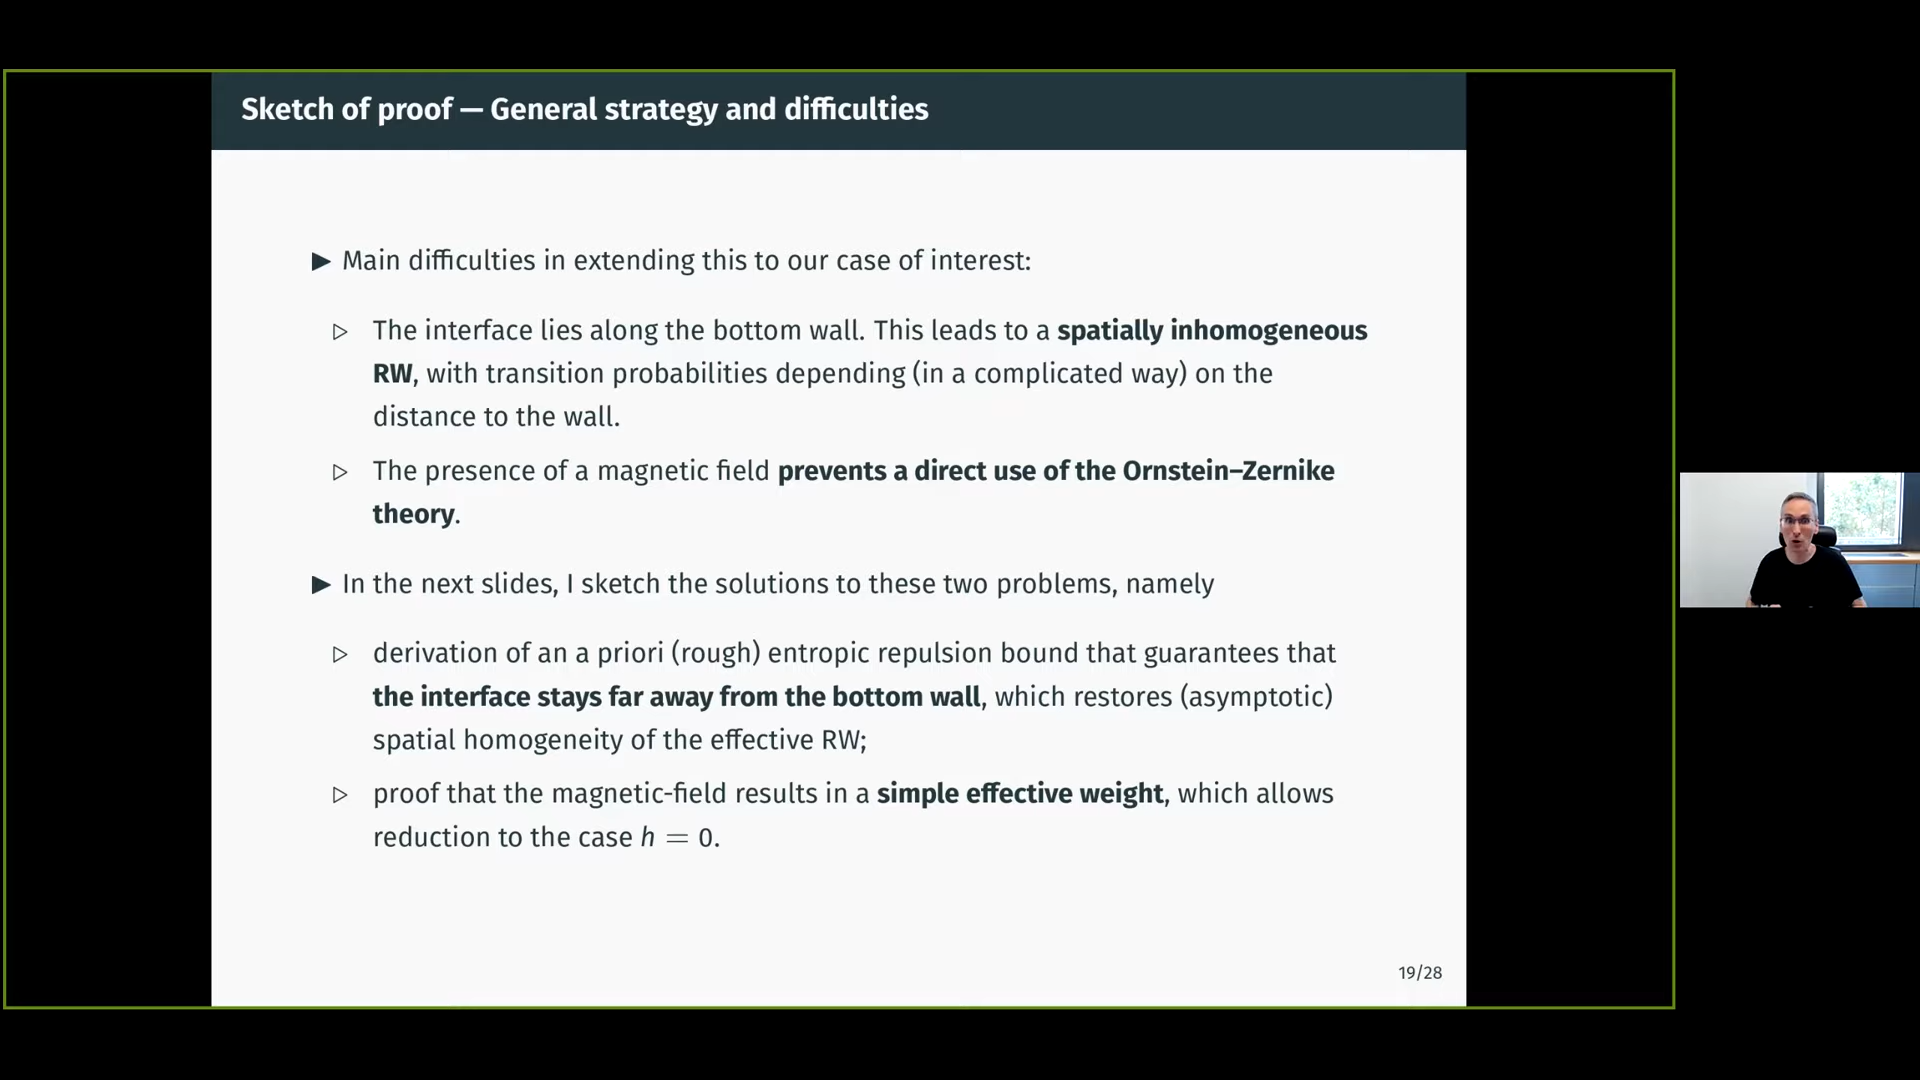 Sketch of proof — General strategy and difficulties
▶ Main difficulties in extending this to our case of interest:
▷ The interface lies along the bottom wall. This leads to a spatially inhomogeneous
RW, with transition probabilities depending (in a complicated way) on the
distance to the wall.
▷ The presence of a magnetic field prevents a direct use of the Ornstein–Zernike
theory.
▶ In the next slides, I sketch the solutions to these two problems, namely
▷ derivation of an a priori (rough) entropic repulsion bound that guarantees that
the interface stays far away from the bottom wall, which restores (asymptotic)
spatial homogeneity of the effective RW;
▷ proof that the magnetic-field results in a simple effective weight, which allows
reduction to the case h = 0.
19/28